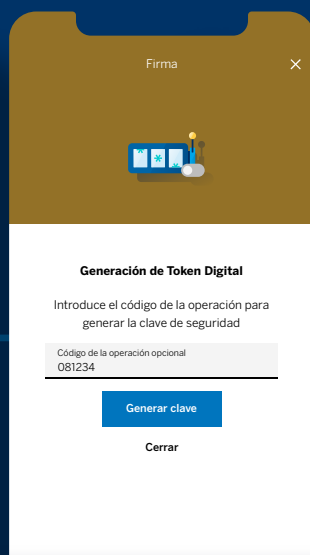 Firma
Generación de Token Digital
Introduce el código de la operación para
generar la clave de seguridad
Código de la operación opcional
081234
Generar clave
Cerrar